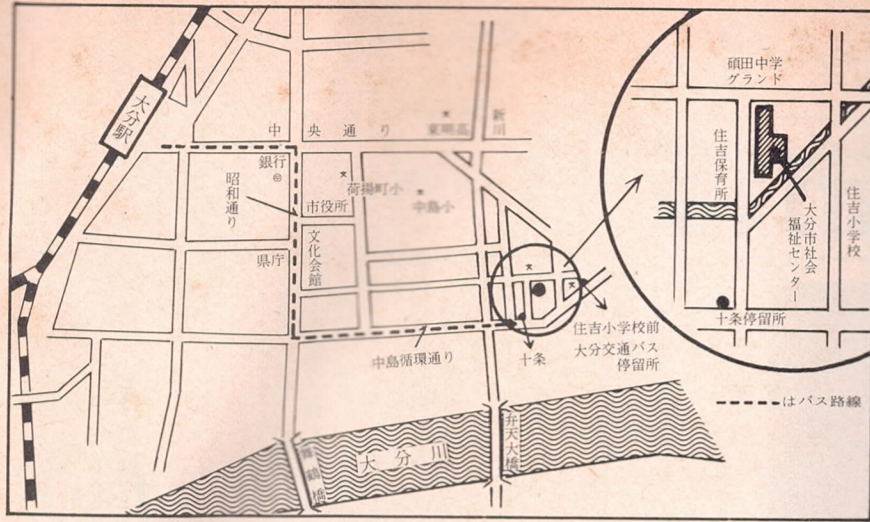 大分駅
中央通り
新川
東明高
銀行
昭和通り
荷揚町小
中島小
市役所
文化会館
県庁
中島循環通り
十条
住吉小学校前
大分交通バス
停留所
大分川
舞鶴橋
弁天大橋
碩田中学
グランド
住吉保育所
大分市社会
福祉センター
住吉小学校
十条停留所
はバス路線